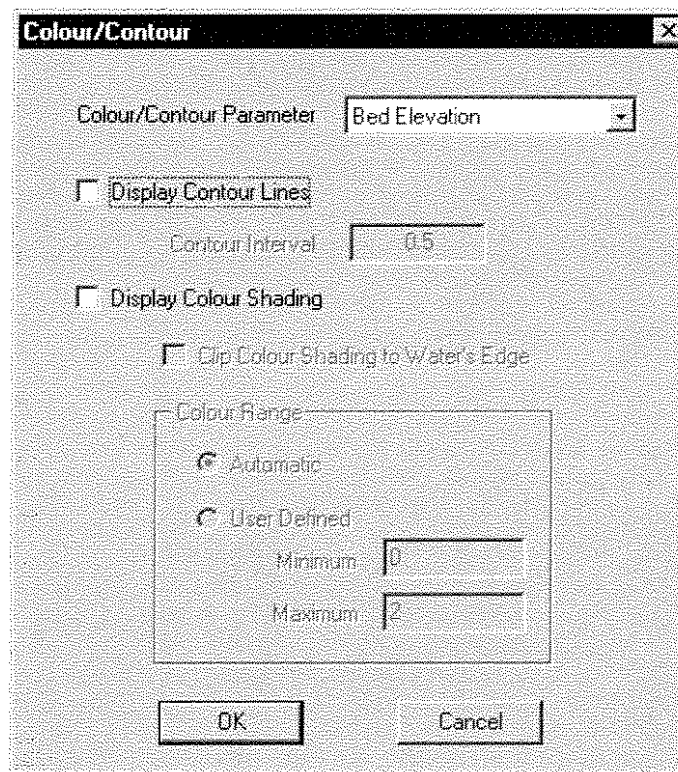 Colour/Contour
Colour/Contour Parameter Bed Elevation
Display Contour Lines
Contour Interval 0.5
Display Colour Shading
Clip Colour Shading to Water's Edge
Colour Range
Automatic
User Defined
Minimum 0
Maximum 2
OK Cancel